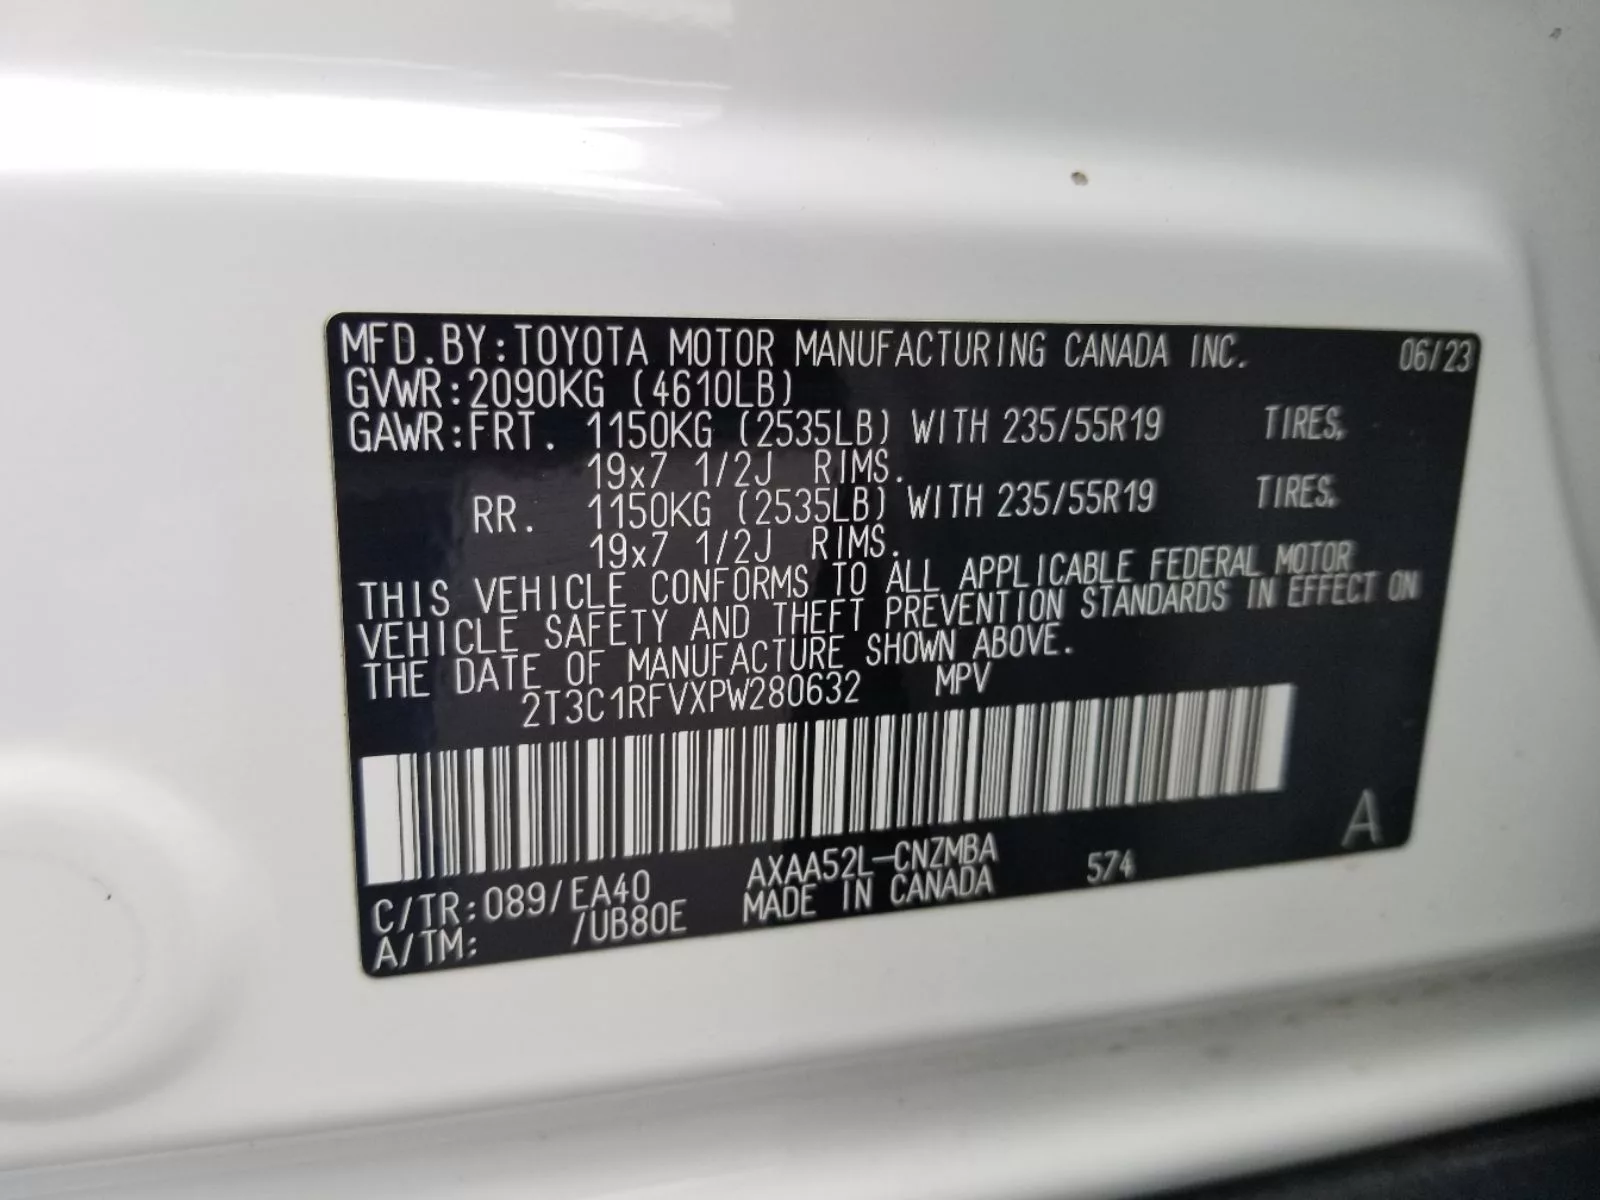 MFD.BY:TOYOTA MOTOR MANUFACTURING CANADA INC. 06/23
GVWR:2090KG (4610LB)
GAWR:FRT. 1150KG (2535LB) WITH 235/55R19 TIRES,
19x7 1/2J RIMS.
RR. 1150KG (2535LB) WITH 235/55R19 TIRES,
19x7 1/2J RIMS.
THIS VEHICLE CONFORMS TO ALL APPLICABLE FEDERAL MOTOR
VEHICLE SAFETY AND THEFT PREVENTION STANDARDS IN EFFECT ON
THE DATE OF MANUFACTURE SHOWN ABOVE.
2T3C1RFVXPW280632 MPV
A
C/TR:089/EA40 AXAA52L-CNZMBA 574
A/TM: /UB80E MADE IN CANADA